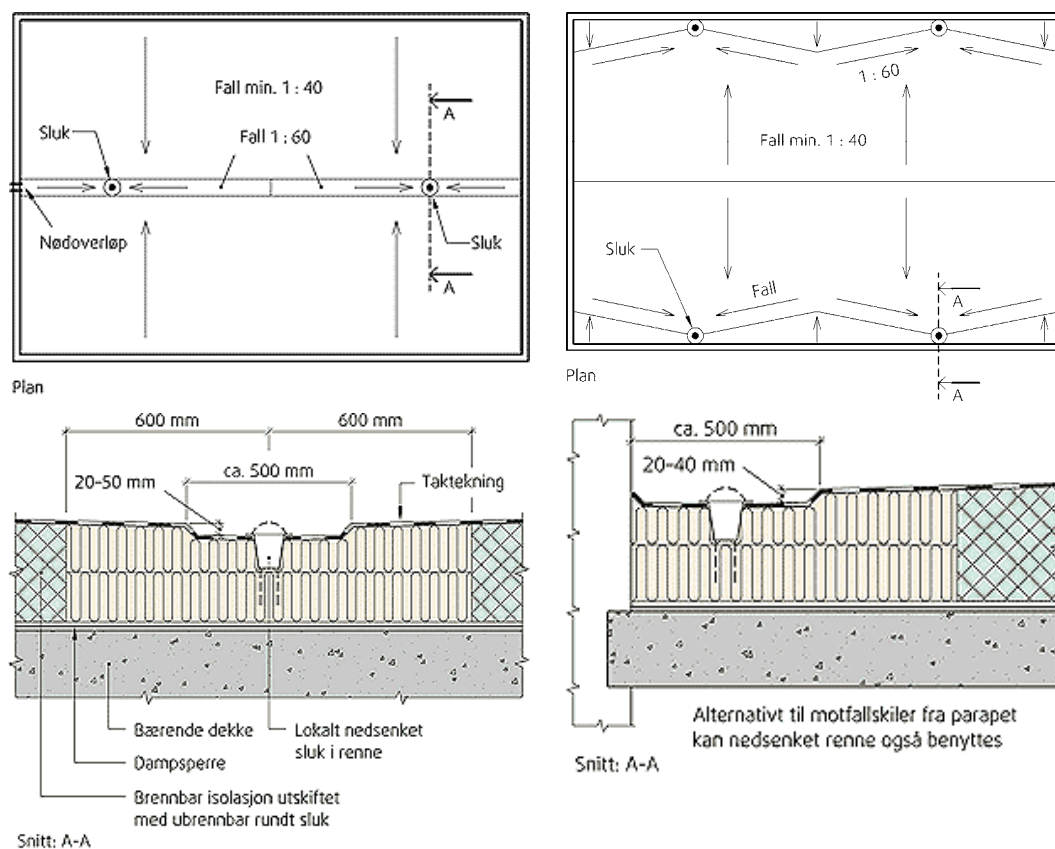 Fall min. 1 : 40
A
Sluk
Fall 1 : 60
Nødoverløp
Sluk
A
Plan
1 : 60
Fall min. 1 : 40
Sluk
Fall
A
A
Plan
600 mm
600 mm
ca. 500 mm
20-50 mm
Taktekning
Bærende dekke
Lokalt nedsenket
sluk i renne
Dampsperre
Brennbar isolasjon utskiftet
med ubrennbar rundt sluk
Snitt: A-A
ca. 500 mm
20-40 mm
Alternativt til motfallskiler fra parapet
kan nedsenket renne også benyttes
Snitt: A-A